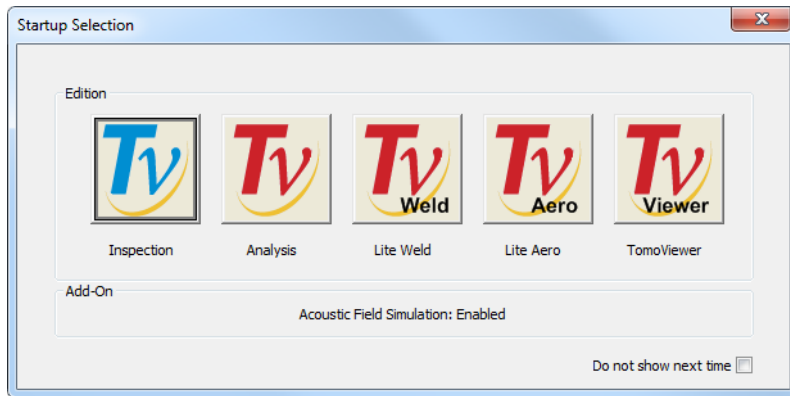 Startup Selection
Edition
Tv
Tv
Tv
Weld
Tv
Aero
Tv
Viewer
Inspection
Analysis
Lite Weld
Lite Aero
TomoViewer
Add-On
Acoustic Field Simulation: Enabled
Do not show next time